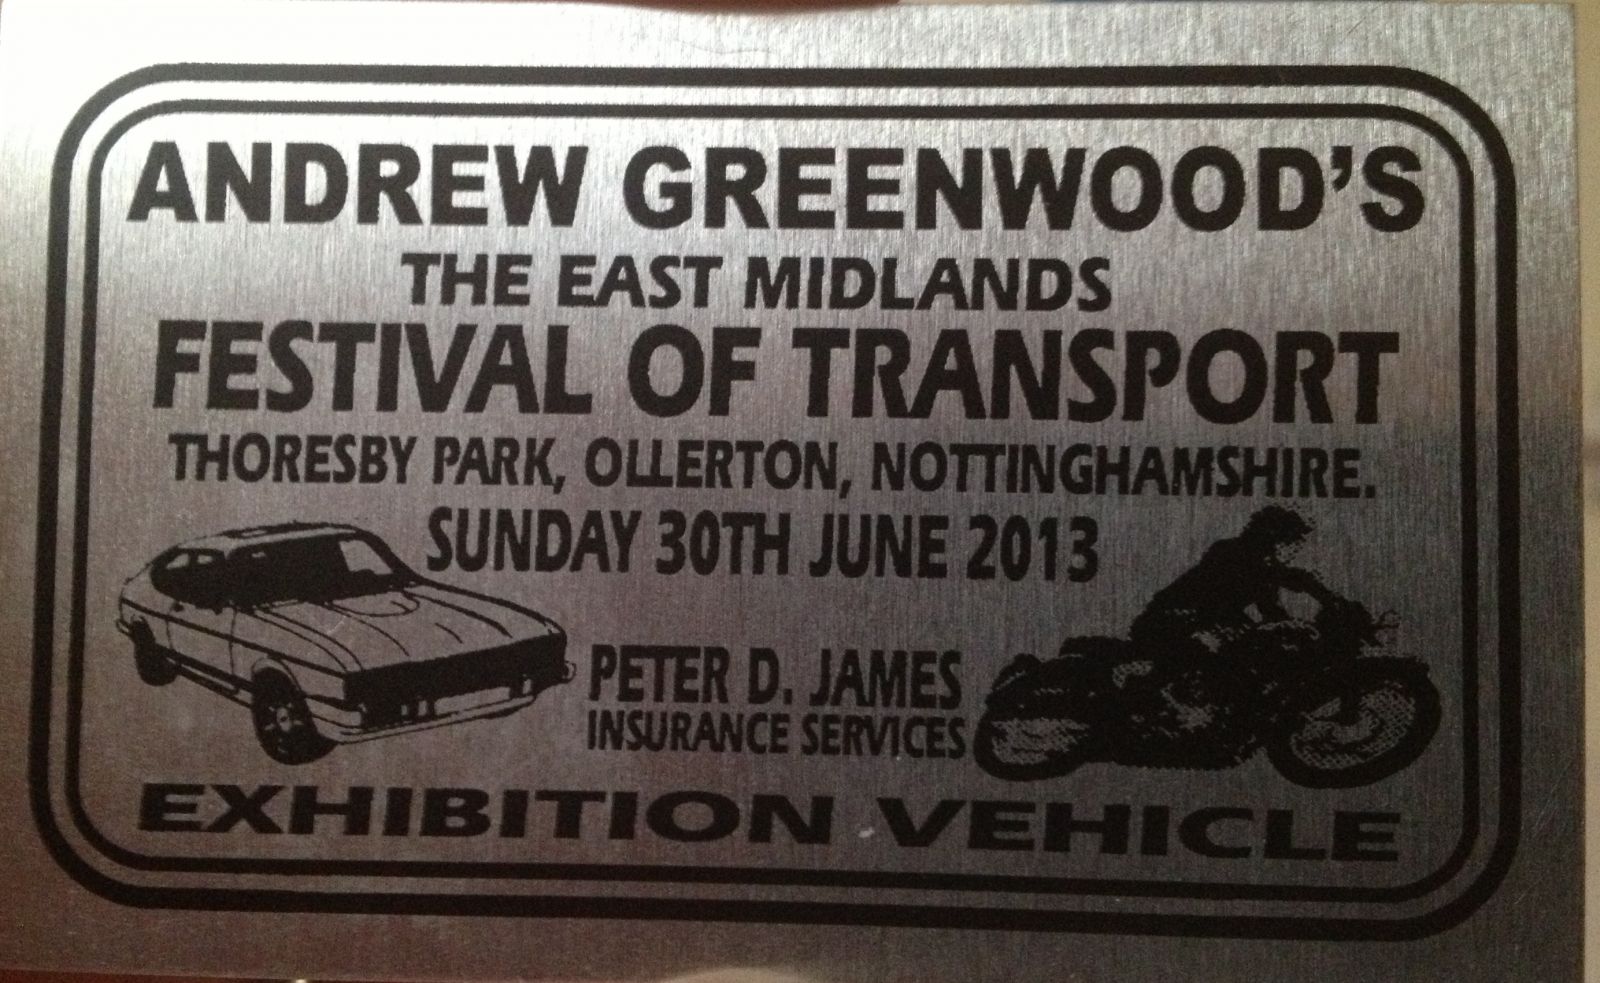 ANDREW GREENWOOD'S
THE EAST MIDLANDS
FESTIVAL OF TRANSPORT
THORESBY PARK, OLLERTON, NOTTINGHAMSHIRE.
SUNDAY 30TH JUNE 2013
PETER D. JAMES
INSURANCE SERVICES
EXHIBITION VEHICLE